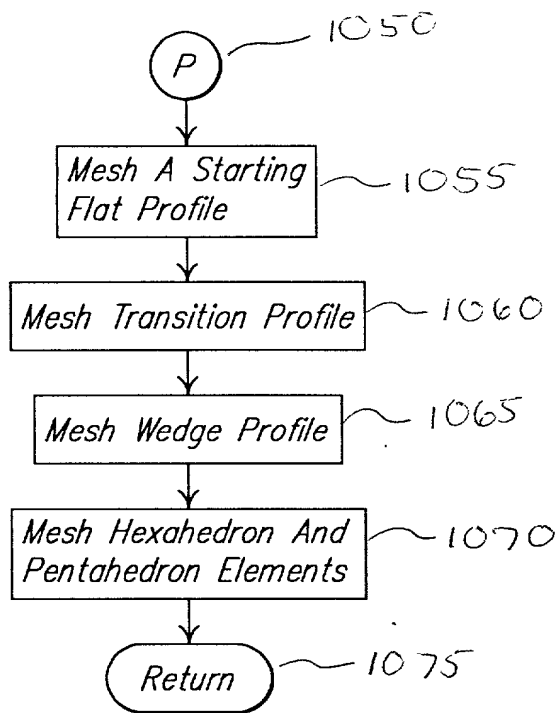 1050
P
Mesh A Starting
Flat Profile
1055
Mesh Transition Profile
1060
Mesh Wedge Profile
1065
Mesh Hexahedron And
Pentahedron Elements
1070
Return
1075